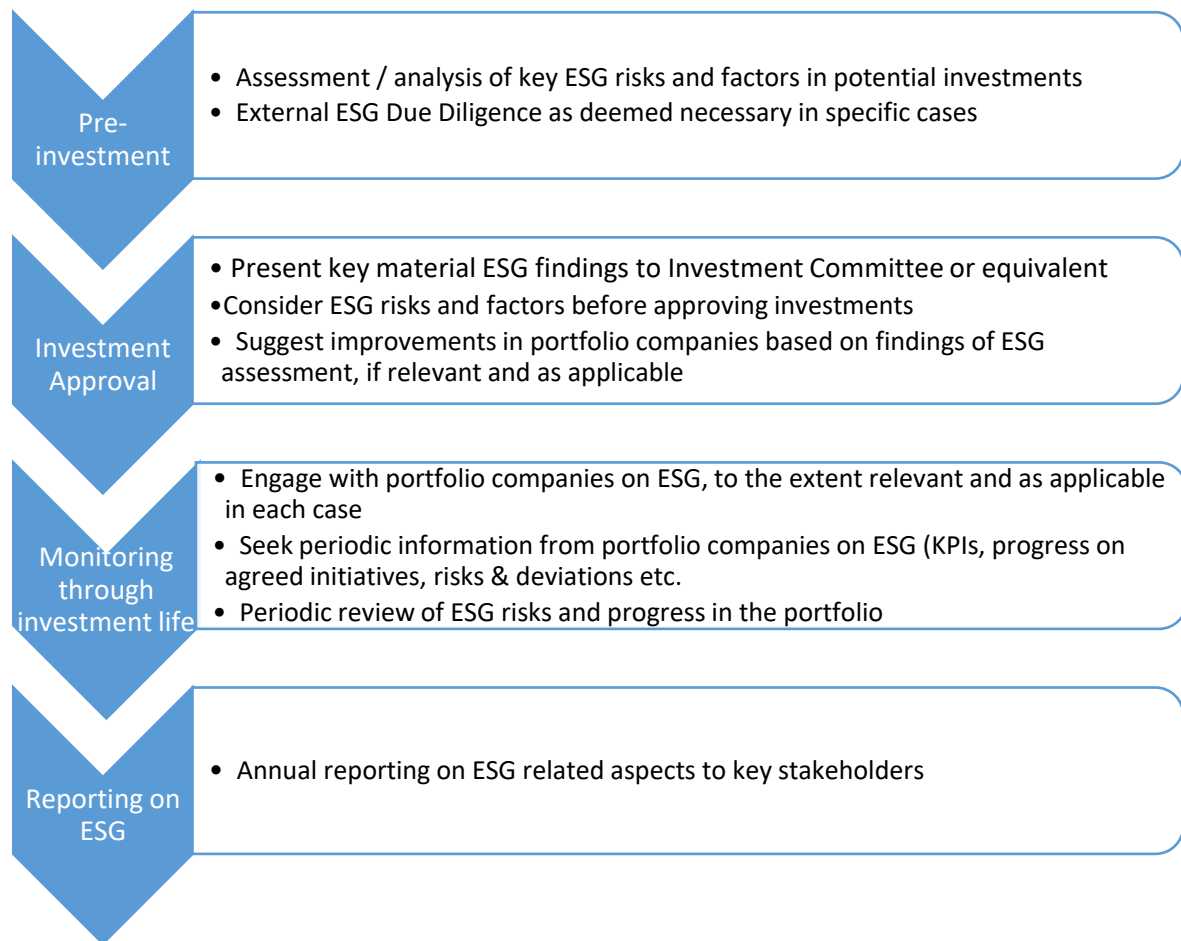 Pre-
investment
• Assessment / analysis of key ESG risks and factors in potential investments
• External ESG Due Diligence as deemed necessary in specific cases
Investment
Approval
• Present key material ESG findings to Investment Committee or equivalent
•Consider ESG risks and factors before approving investments
• Suggest improvements in portfolio companies based on findings of ESG
assessment, if relevant and as applicable
Monitoring
through
investment life
• Engage with portfolio companies on ESG, to the extent relevant and as applicable
in each case
• Seek periodic information from portfolio companies on ESG (KPIs, progress on
agreed initiatives, risks & deviations etc.
• Periodic review of ESG risks and progress in the portfolio
Reporting on
ESG
• Annual reporting on ESG related aspects to key stakeholders